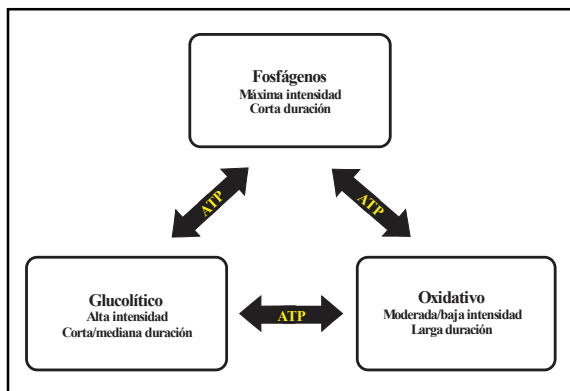 Fosfágenos
Máxima intensidad
Corta duración
ATP
ATP
Glucolítico
Alta intensidad
Corta/mediana duración
ATP
Oxidativo
Moderada/baja intensidad
Larga duración